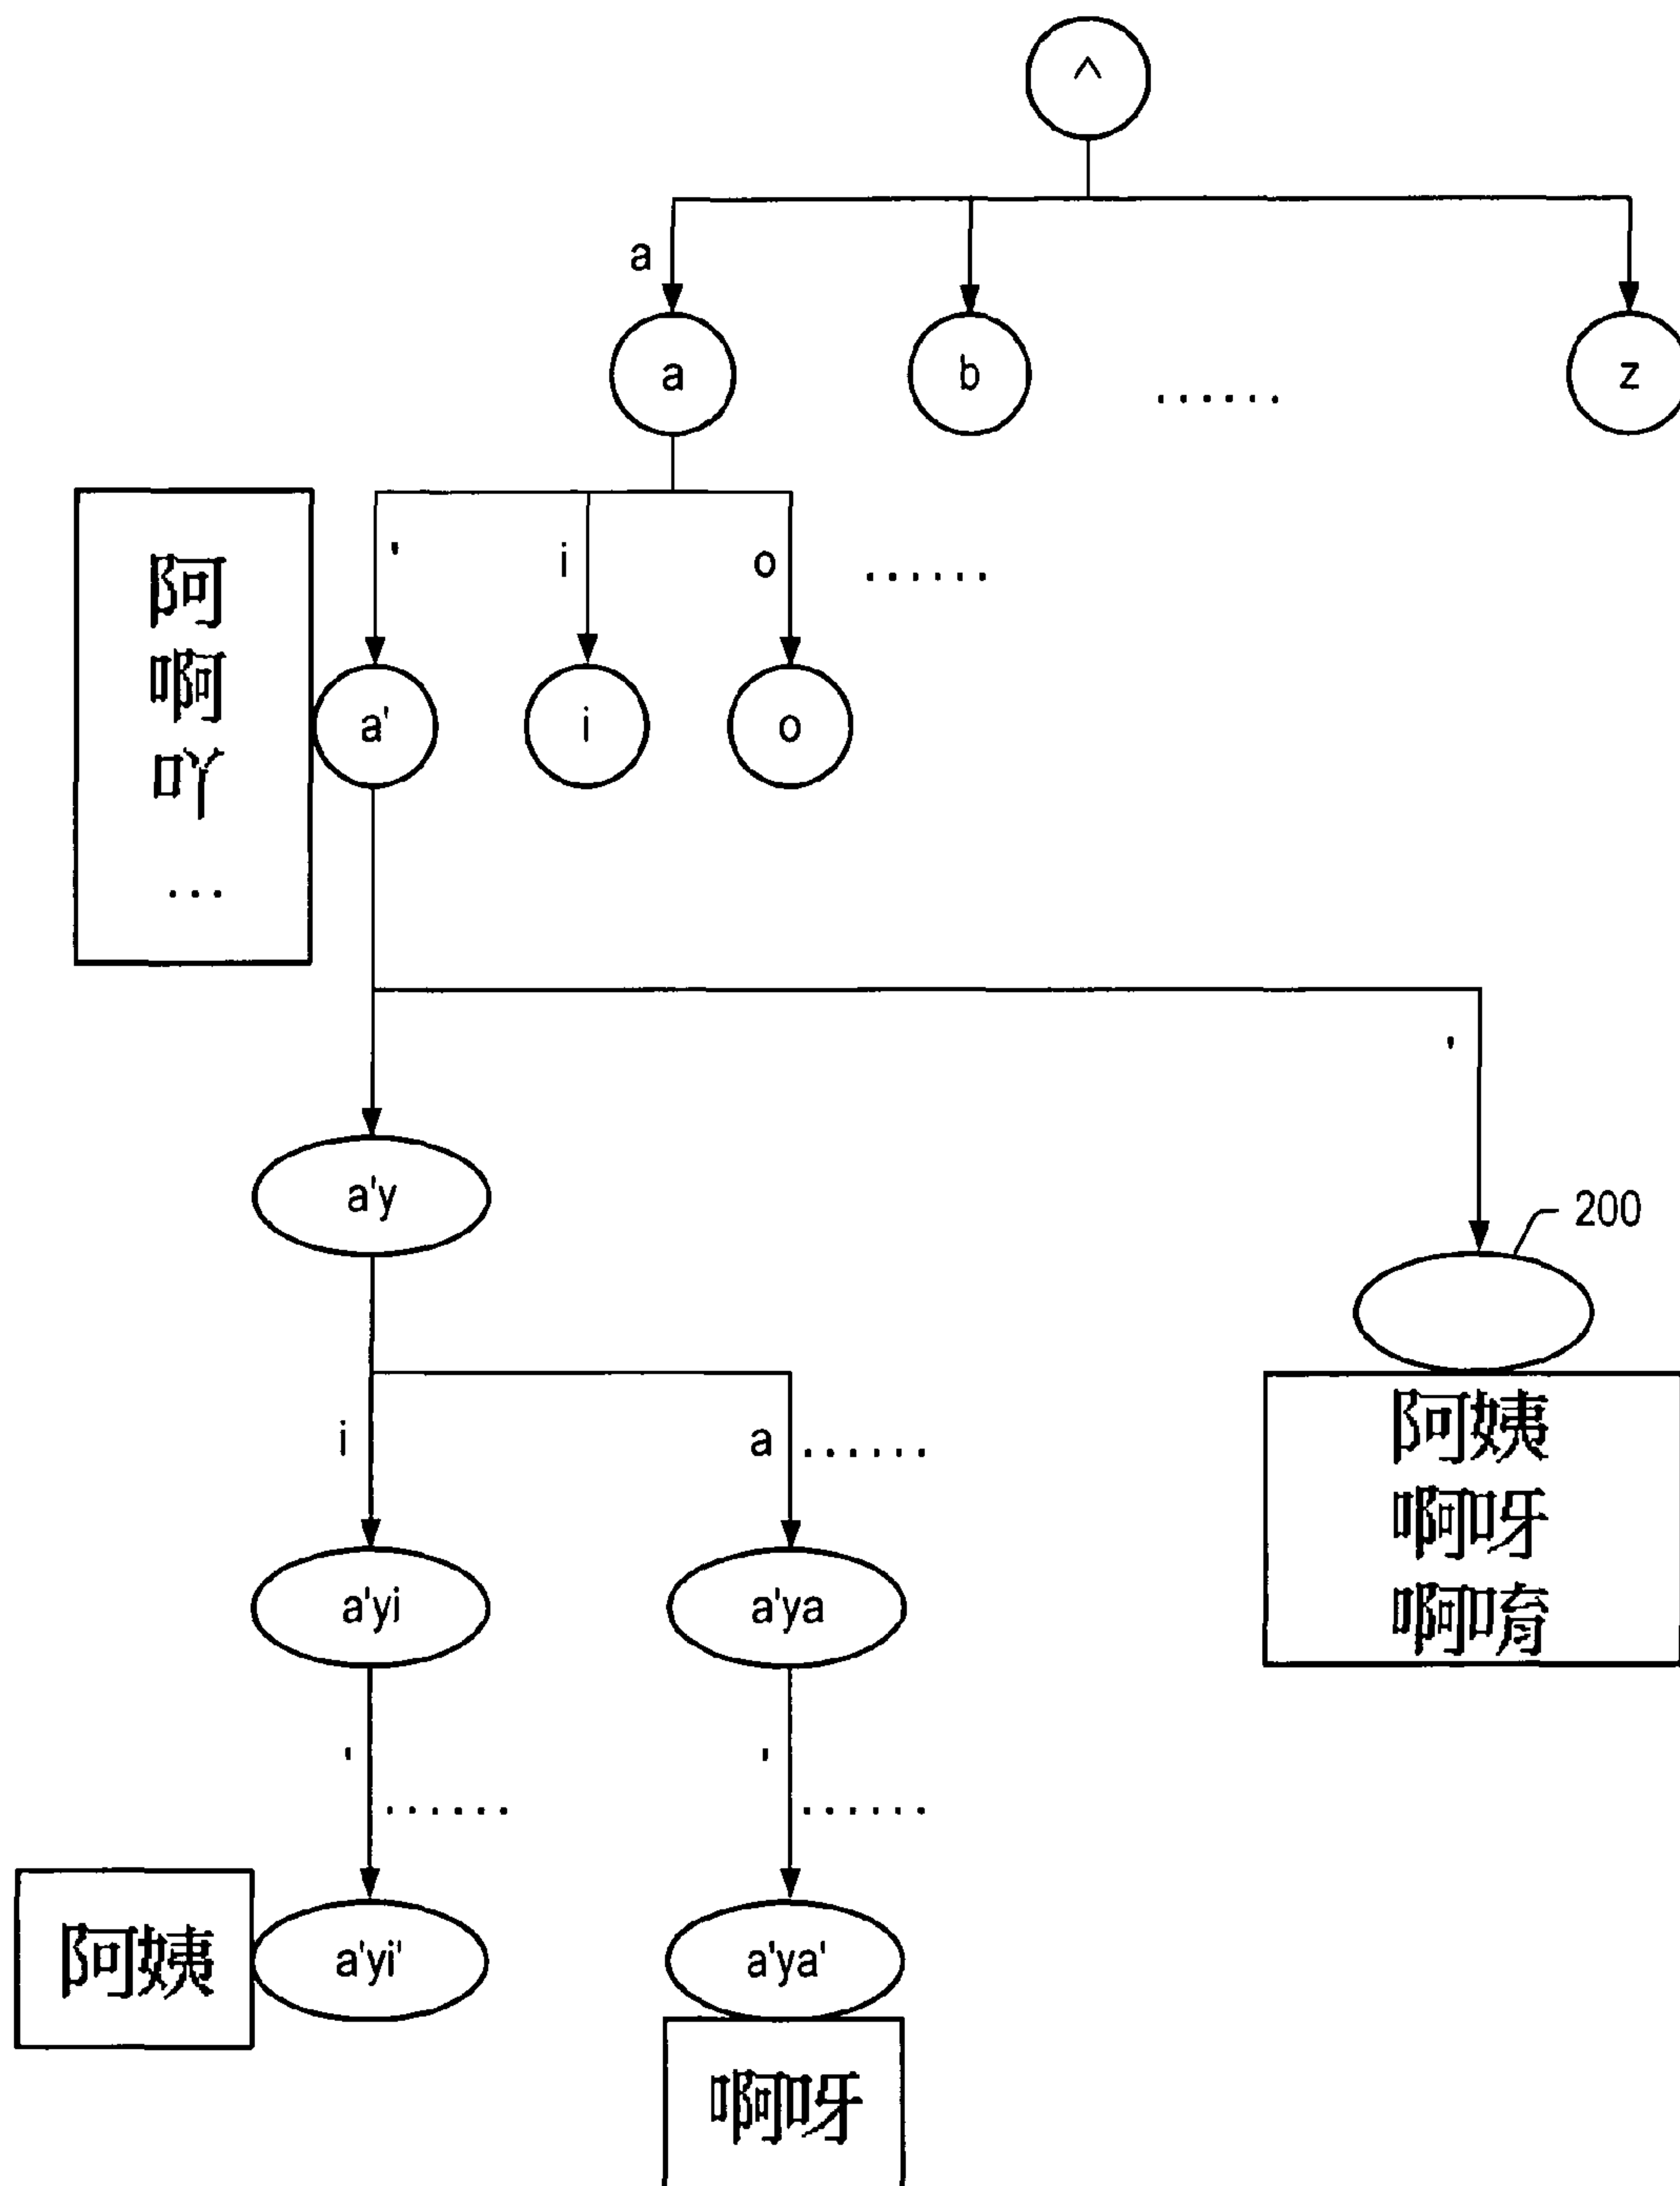 ^
a
a
b
......
z
'
i
o
......
阿
啊
吖
...
a'
i
o
'
a'y
200
阿姨
啊呀
啊唷
i
a
......
a'yi
a'ya
'
......
'
......
阿姨
a'yi'
a'ya'
啊呀